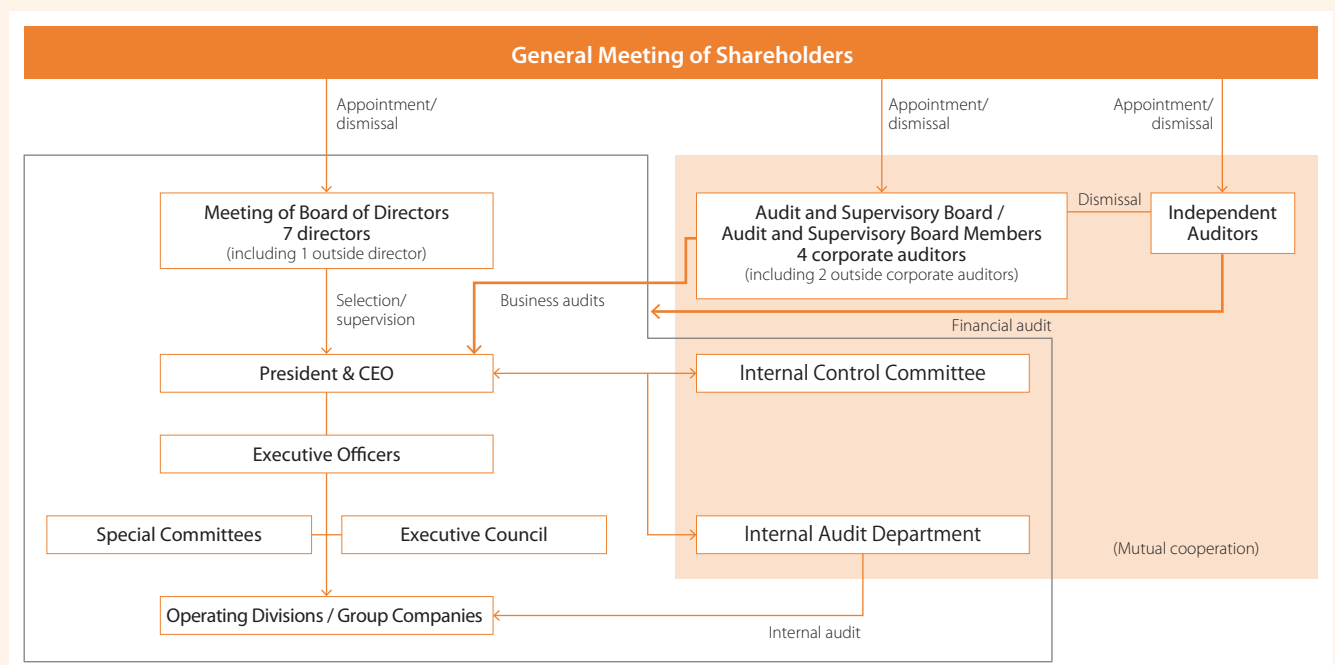 General Meeting of Shareholders
Appointment/
dismissal
Appointment/
dismissal
Appointment/
dismissal
Meeting of Board of Directors
7 directors
(including 1 outside director)
Audit and Supervisory Board /
Audit and Supervisory Board Members
4 corporate auditors
(including 2 outside corporate auditors)
Dismissal
Independent
Auditors
Selection/
supervision
Business audits
Financial audit
President & CEO
Internal Control Committee
Executive Officers
Special Committees
Executive Council
Internal Audit Department
(Mutual cooperation)
Operating Divisions / Group Companies
Internal audit